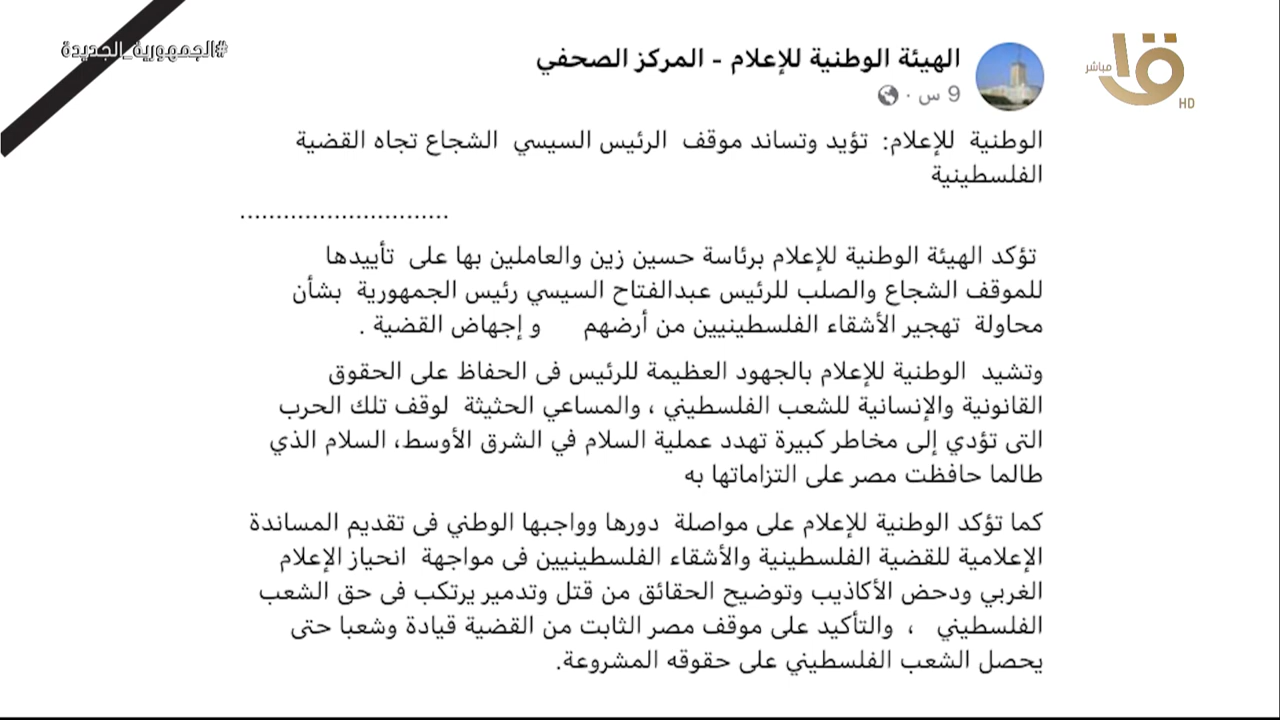 #الجمهورية_الجديدة
مباشر
HD
الهيئة الوطنية للإعلام - المركز الصحفي
9 س ·
الوطنية للإعلام: تؤيد وتساند موقف الرئيس السيسي الشجاع تجاه القضية
الفلسطينية
.............................
تؤكد الهيئة الوطنية للإعلام برئاسة حسين زين والعاملين بها على تأييدها
للموقف الشجاع والصلب للرئيس عبدالفتاح السيسي رئيس الجمهورية بشأن
محاولة تهجير الأشقاء الفلسطينيين من أرضهم و إجهاض القضية .
وتشيد الوطنية للإعلام بالجهود العظيمة للرئيس فى الحفاظ على الحقوق
القانونية والإنسانية للشعب الفلسطيني ، والمساعي الحثيثة لوقف تلك الحرب
التى تؤدي إلى مخاطر كبيرة تهدد عملية السلام في الشرق الأوسط، السلام الذي
طالما حافظت مصر على التزاماتها به
كما تؤكد الوطنية للإعلام على مواصلة دورها وواجبها الوطني فى تقديم المساندة
الإعلامية للقضية الفلسطينية والأشقاء الفلسطينيين فى مواجهة انحياز الإعلام
الغربي ودحض الأكاذيب وتوضيح الحقائق من قتل وتدمير يرتكب فى حق الشعب
الفلسطيني ، والتأكيد على موقف مصر الثابت من القضية قيادة وشعبا حتى
يحصل الشعب الفلسطيني على حقوقه المشروعة.